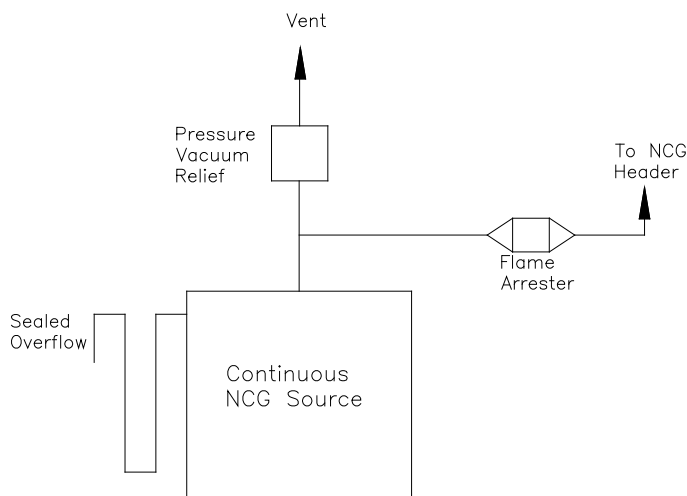 Vent
Pressure
Vacuum
Relief
To NCG
Header
Flame
Arrester
Sealed
Overflow
Continuous
NCG Source